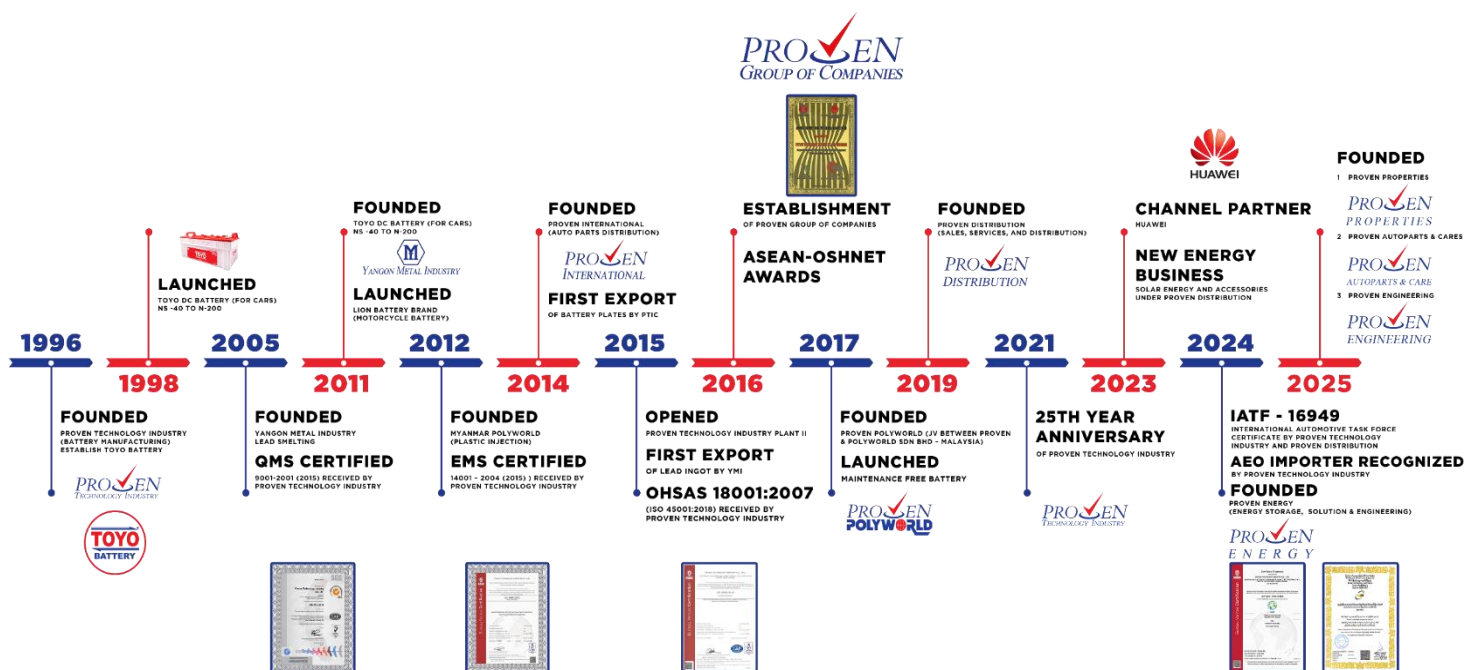 PROVEN
GROUP OF COMPANIES
1996
FOUNDED
PROVEN TECHNOLOGY INDUSTRY
(BATTERY MANUFACTURING)
ESTABLISH TOYO BATTERY
PROVEN
TECHNOLOGY INDUSTRY
TOYO
BATTERY
TOYO
LAUNCHED
TOYO DC BATTERY (FOR CARS)
NS -40 TO N-200
1998
2005
FOUNDED
YANGON METAL INDUSTRY
LEAD SMELTING
QMS CERTIFIED
9001-2001 (2015) RECEIVED BY
PROVEN TECHNOLOGY INDUSTRY
FOUNDED
TOYO DC BATTERY (FOR CARS)
NS -40 TO N-200
M
YANGON METAL INDUSTRY
LAUNCHED
LION BATTERY BRAND
(MOTORCYCLE BATTERY)
2011
2012
FOUNDED
MYANMAR POLYWORLD
(PLASTIC INJECTION)
EMS CERTIFIED
14001 - 2004 (2015) ) RECEIVED BY
PROVEN TECHNOLOGY INDUSTRY
FOUNDED
PROVEN INTERNATIONAL
(AUTO PARTS DISTRIBUTION)
PROVEN
INTERNATIONAL
FIRST EXPORT
OF BATTERY PLATES BY PTIC
2014
2015
OPENED
PROVEN TECHNOLOGY INDUSTRY PLANT II
FIRST EXPORT
OF LEAD INGOT BY YMI
OHSAS 18001:2007
(ISO 45001:2018) RECEIVED BY
PROVEN TECHNOLOGY INDUSTRY
ESTABLISHMENT
OF PROVEN GROUP OF COMPANIES
ASEAN-OSHNET
AWARDS
2016
2017
FOUNDED
PROVEN POLYWORLD (JV BETWEEN PROVEN
& POLYWORLD SDN BHD - MALAYSIA)
LAUNCHED
MAINTENANCE FREE BATTERY
PROVEN
POLYWORLD
FOUNDED
PROVEN DISTRIBUTION
(SALES, SERVICES, AND DISTRIBUTION)
PROVEN
DISTRIBUTION
2019
2021
25TH YEAR
ANNIVERSARY
OF PROVEN TECHNOLOGY INDUSTRY
PROVEN
TECHNOLOGY INDUSTRY
HUAWEI
CHANNEL PARTNER
HUAWEI
NEW ENERGY
BUSINESS
SOLAR ENERGY AND ACCESSORIES
UNDER PROVEN DISTRIBUTION
2023
2024
IATF - 16949
INTERNATIONAL AUTOMOTIVE TASK FORCE
CERTIFICATE BY PROVEN TECHNOLOGY
INDUSTRY AND PROVEN DISTRIBUTION
AEO IMPORTER RECOGNIZED
BY PROVEN TECHNOLOGY INDUSTRY
FOUNDED
PROVEN ENERGY
(ENERGY STORAGE, SOLUTION & ENGINEERING)
PROVEN
ENERGY
FOUNDED
1 PROVEN PROPERTIES
PROVEN
PROPERTIES
2 PROVEN AUTOPARTS & CARES
PROVEN
AUTOPARTS & CARE
3 PROVEN ENGINEERING
PROVEN
ENGINEERING
2025